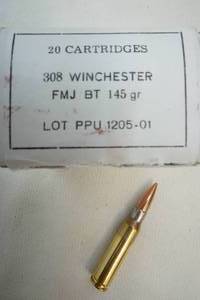 20 CARTRIDGES
308 WINCHESTER
FMJ BT 145 gr
LOT PPU 1205-01